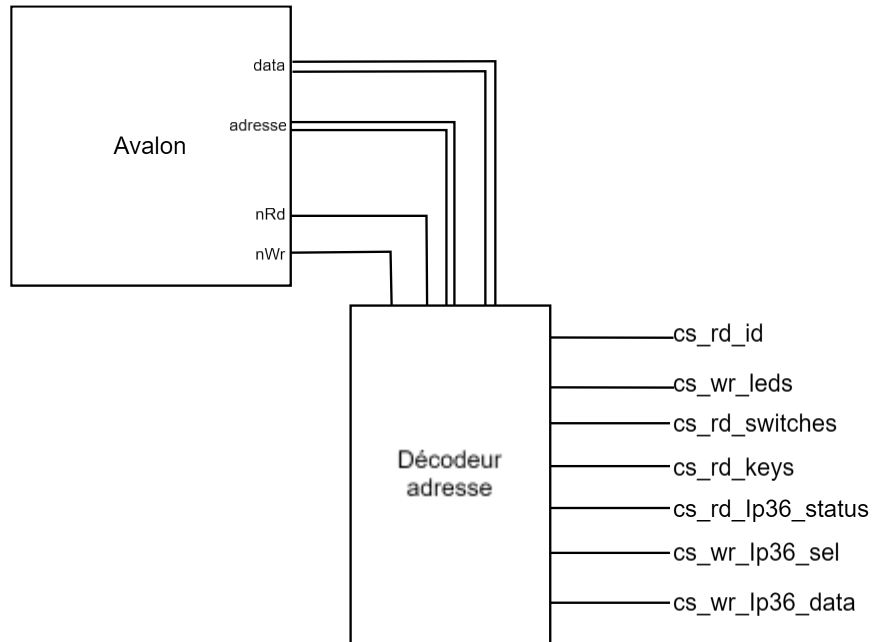 data
adresse
Avalon
nRd
nWr
cs_rd_id
cs_wr_leds
cs_rd_switches
cs_rd_keys
Décodeur
adresse
cs_rd_lp36_status
cs_wr_lp36_sel
cs_wr_lp36_data